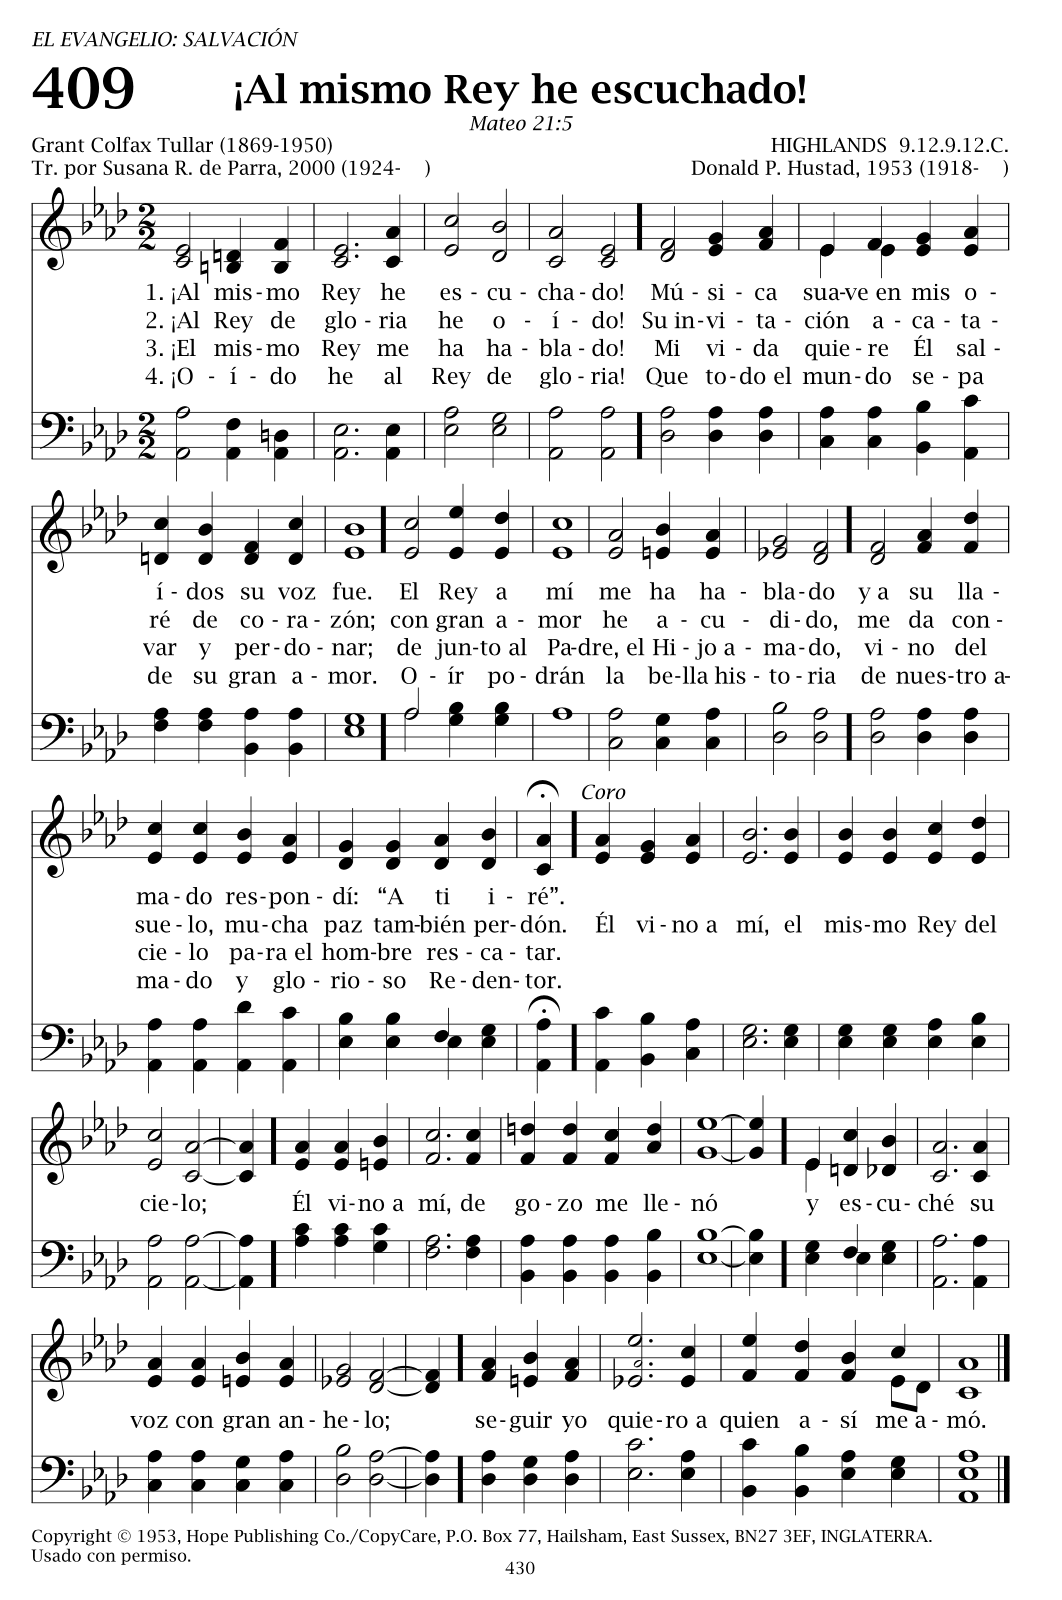 EL EVANGELIO: SALVACIÓN
409 ¡Al mismo Rey he escuchado!
Mateo 21:5
Grant Colfax Tullar (1869-1950) HIGHLANDS 9.12.9.12.C.
Tr. por Susana R. de Parra, 2000 (1924- ) Donald P. Hustad, 1953 (1918- )
1. ¡Al mis-mo Rey he es-cu-cha-do! Mú-si-ca sua-ve en mis o-
2. ¡Al Rey de glo-ria he o-í-do! Su in-vi-ta-ción a-ca-ta-
3. ¡El mis-mo Rey me ha ha-bla-do! Mi vi-da quie-re Él sal-
4. ¡O-í-do he al Rey de glo-ria! Que to-do el mun-do se-pa
í-dos su voz fue. El Rey a mí me ha ha-bla-do y a su lla-
ré de co-ra-zón; con gran a-mor he a-cu-di-do, me da con-
var y per-do-nar; de jun-to al Pa-dre, el Hi-jo a-ma-do, vi-no del
de su gran a-mor. O-ír po-drán la be-lla his-to-ria de nues-tro a-
Coro
ma-do res-pon-dí: “A ti i-ré”.
sue-lo, mu-cha paz tam-bién per-dón. Él vi-no a mí, el mis-mo Rey del
cie-lo pa-ra el hom-bre res-ca-tar.
ma-do y glo-rio-so Re-den-tor.
cie-lo; Él vi-no a mí, de go-zo me lle-nó y es-cu-ché su
voz con gran an-he-lo; se-guir yo quie-ro a quien a-sí me a-mó.
Copyright © 1953, Hope Publishing Co./CopyCare, P.O. Box 77, Hailsham, East Sussex, BN27 3EF, INGLATERRA.
Usado con permiso.
430